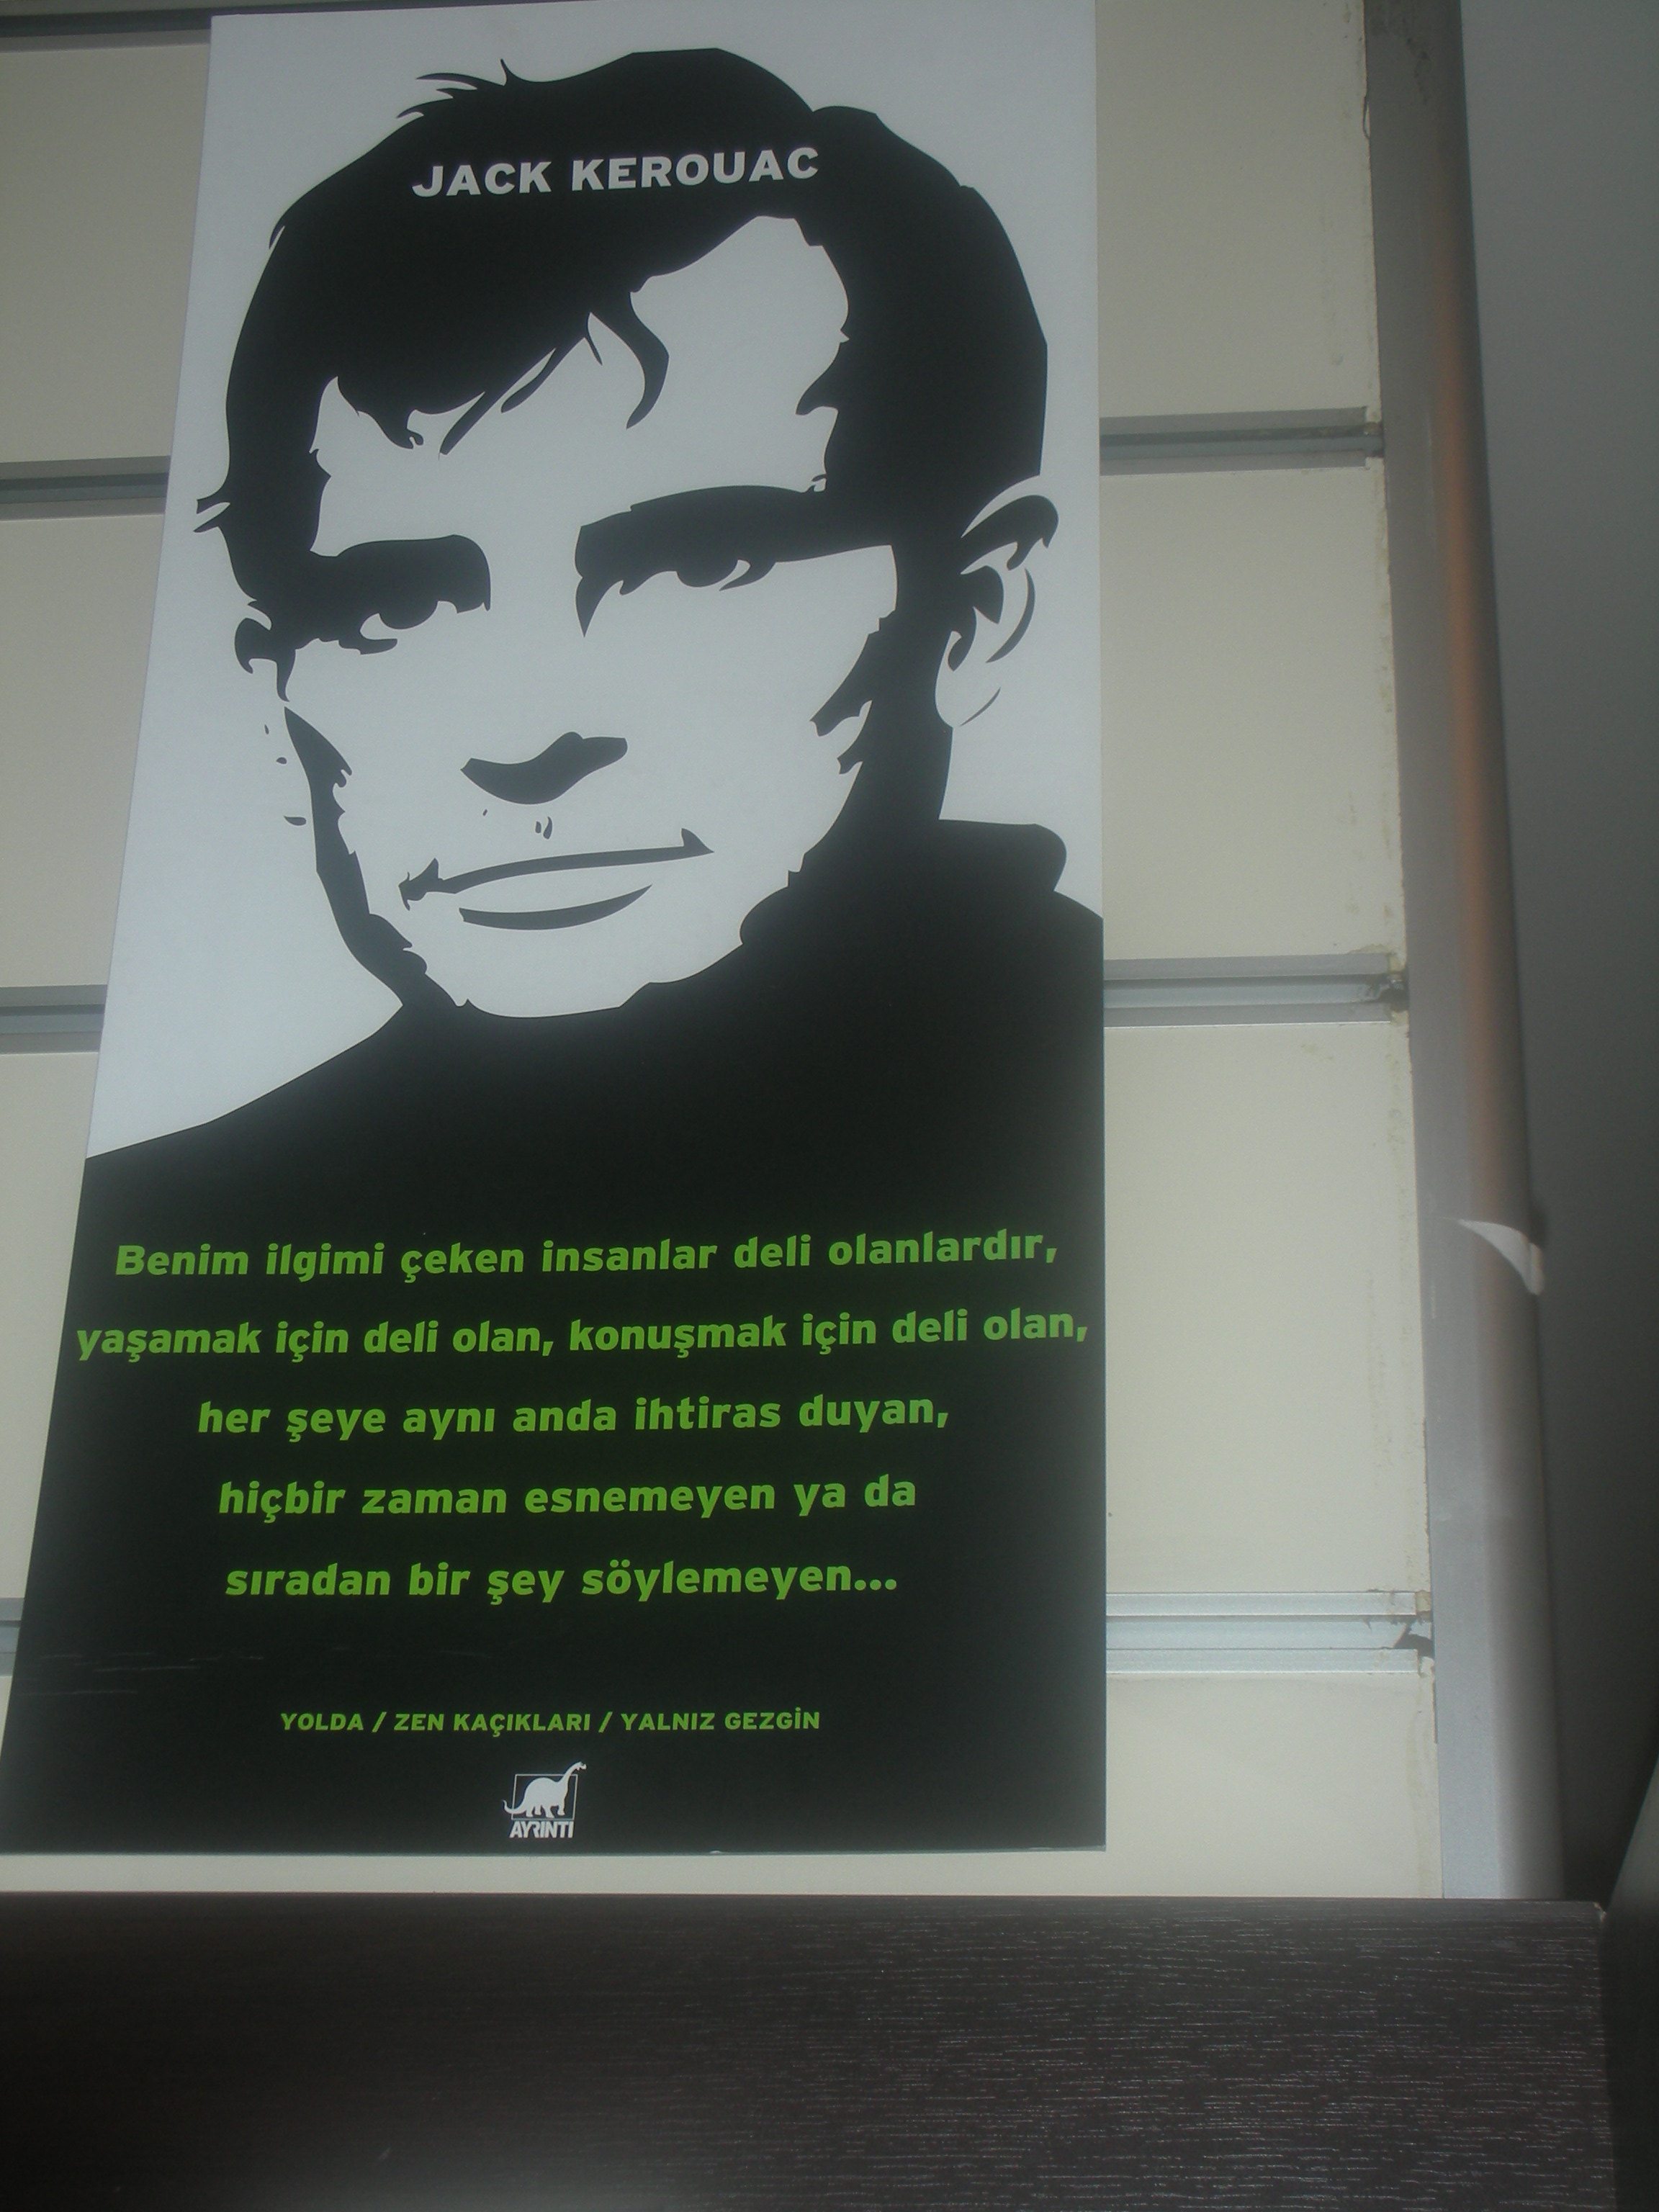 JACK KEROUAC
Benim ilgimi çeken insanlar deli olanlardır,
yaşamak için deli olan, konuşmak için deli olan,
her şeye aynı anda ihtiras duyan,
hiçbir zaman esnemeyen ya da
sıradan bir şey söylemeyen...
YOLDA / ZEN KAÇIKLARI / YALNIZ GEZGİN
AYRINTI